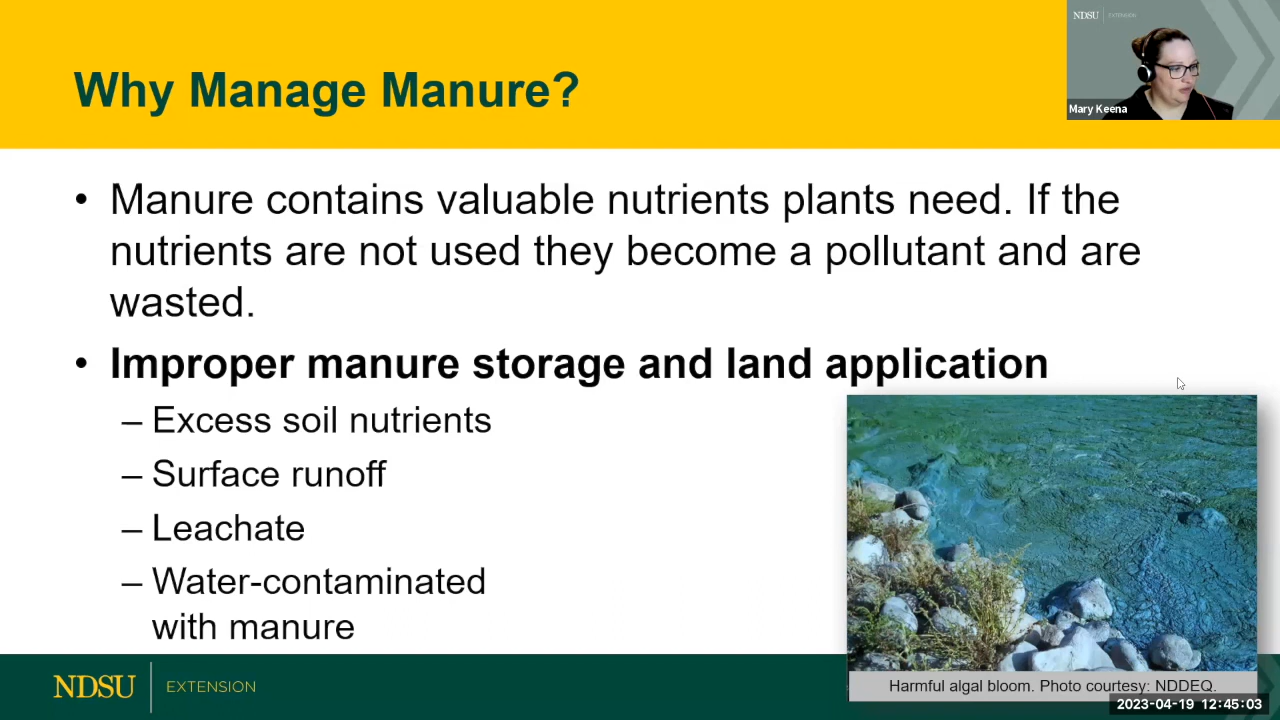 NDSU EXTENSION
Mary Keena
Why Manage Manure?
• Manure contains valuable nutrients plants need. If the
nutrients are not used they become a pollutant and are
wasted.
• Improper manure storage and land application
– Excess soil nutrients
– Surface runoff
– Leachate
– Water-contaminated
with manure
Harmful algal bloom. Photo courtesy: NDDEQ.
NDSU EXTENSION
2023-04-19 12:45:03